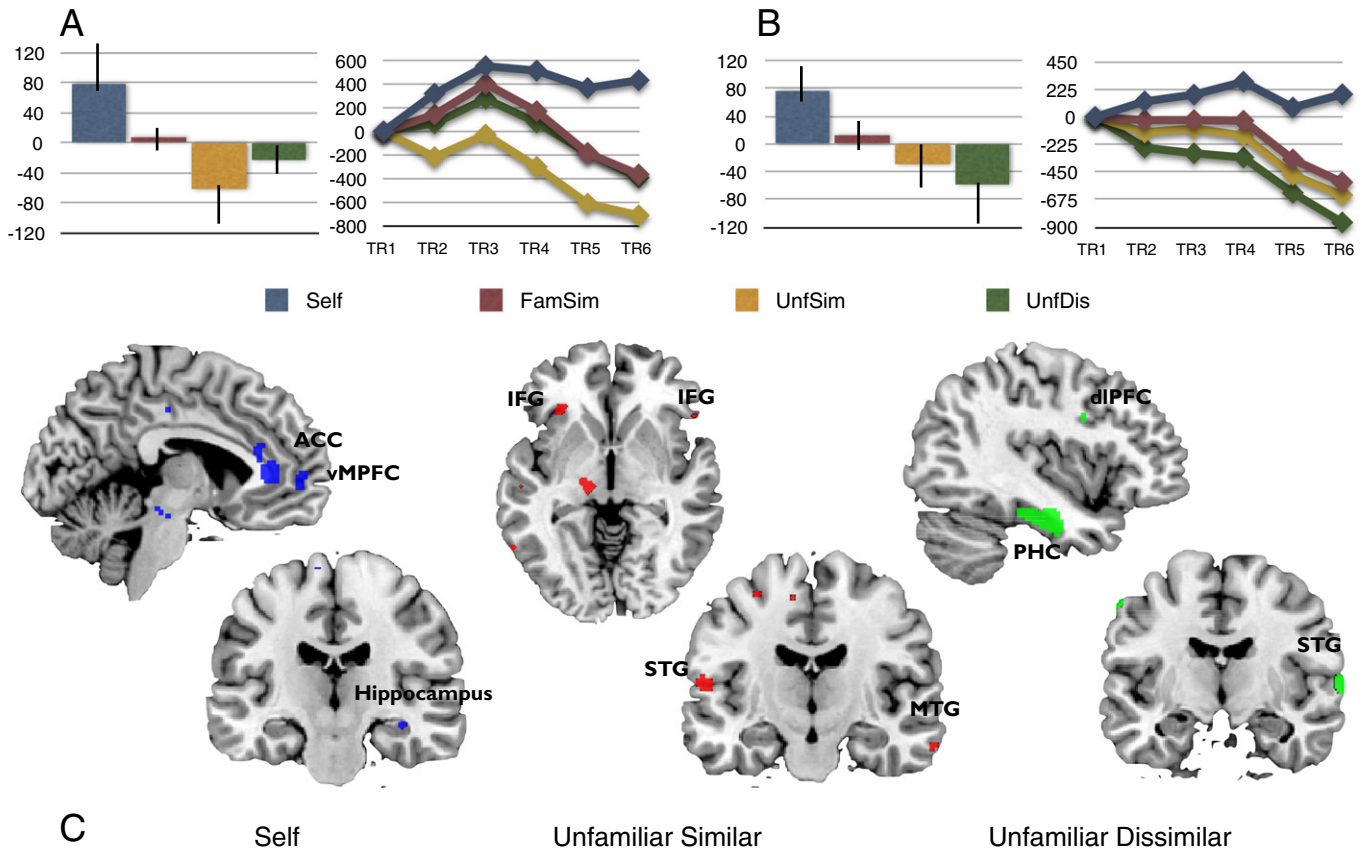 A
B
120
80
40
0
-40
-80
-120
600
400
200
0
-200
-400
-600
-800
TR1 TR2 TR3 TR4 TR5 TR6
120
80
40
0
-40
-80
-120
450
225
0
-225
-450
-675
-900
TR1 TR2 TR3 TR4 TR5 TR6
Self FamSim UnfSim UnfDis
ACC
vMPFC
Hippocampus
IFG IFG
STG
MTG
dlPFC
PHC
STG
C Self Unfamiliar Similar Unfamiliar Dissimilar